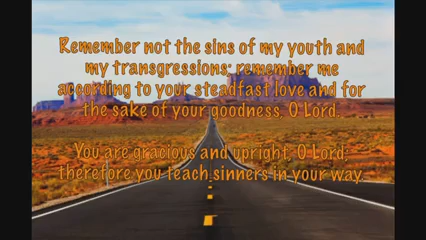 Remember not the sins of my youth and
my transgressions; remember me
according to your steadfast love and for
the sake of your goodness, O Lord.
You are gracious and upright, O Lord;
therefore you teach sinners in your way.